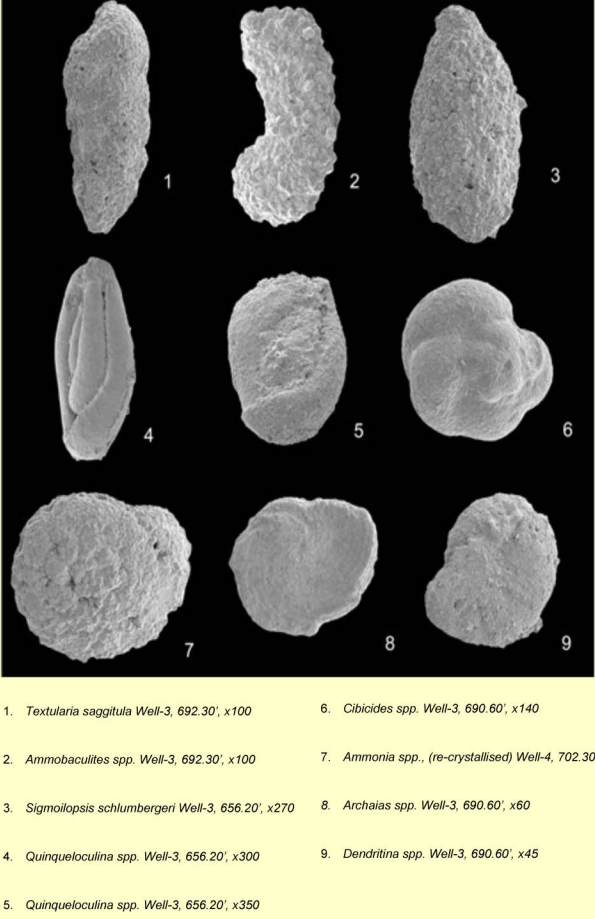 1
2
3
4
5
6
7
8
9
1. Textularia saggitula Well-3, 692.30', x100
2. Ammobaculites spp. Well-3, 692.30', x100
3. Sigmoilopsis schlumbergeri Well-3, 656.20', x270
4. Quinqueloculina spp. Well-3, 656.20', x300
5. Quinqueloculina spp. Well-3, 656.20', x350
6. Cibicides spp. Well-3, 690.60', x140
7. Ammonia spp., (re-crystallised) Well-4, 702.30
8. Archaias spp. Well-3, 690.60', x60
9. Dendritina spp. Well-3, 690.60', x45